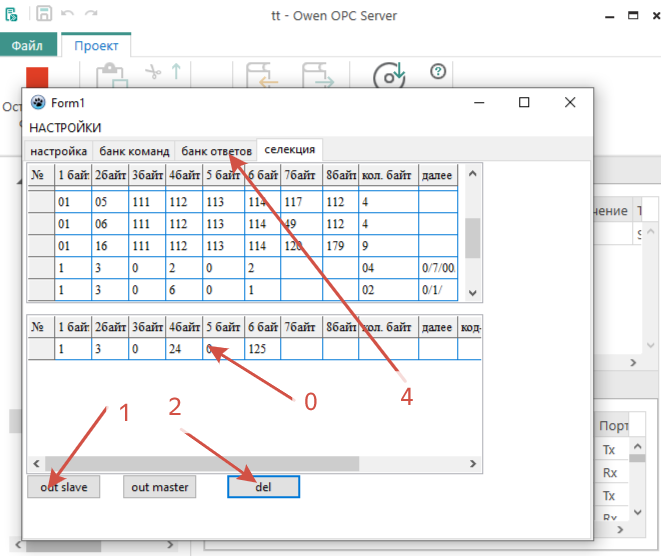 tt - Owen OPC Server
Файл
Проект
Form1
НАСТРОЙКИ
настройка
банк команд
банк ответов
селекция
№ 1 байт 2байт 3байт 4байт 5 байт 6 байт 7байт 8байт кол. байт далее
01 05 111 112 113 114 117 112 4
01 06 111 112 113 114 49 112 4
01 16 111 112 113 114 120 179 9
1 3 0 2 0 2 04 0/7/00
1 3 0 6 0 1 02 0/1/
№ 1 байт 2байт 3байт 4байт 5 байт 6 байт 7байт 8байт кол. байт далее код-
1 3 0 24 0 125
0
4
1
2
out slave
out master
del
Порт
Tx
Rx
Tx
Rx